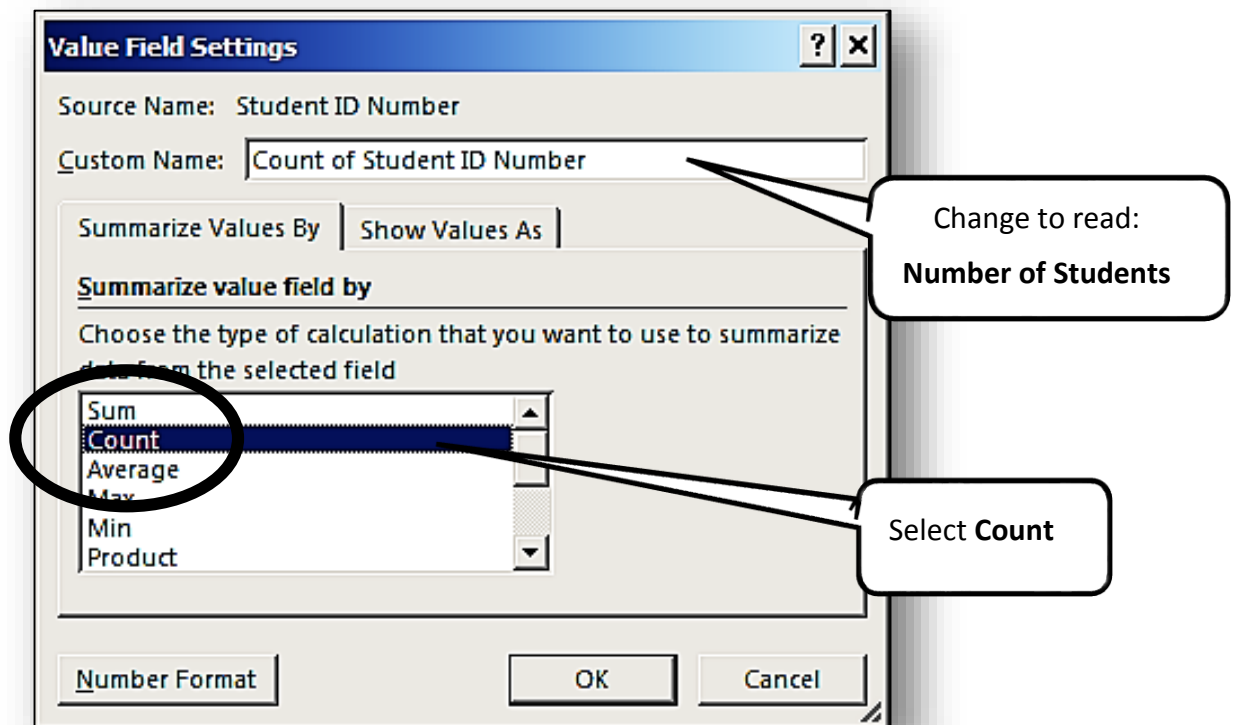 Value Field Settings
Source Name: Student ID Number
Custom Name: Count of Student ID Number
Change to read:
Number of Students
Summarize Values By Show Values As
Summarize value field by
Choose the type of calculation that you want to use to summarize
data from the selected field
Sum
Count
Average
Max
Min
Product
Select Count
Number Format OK Cancel